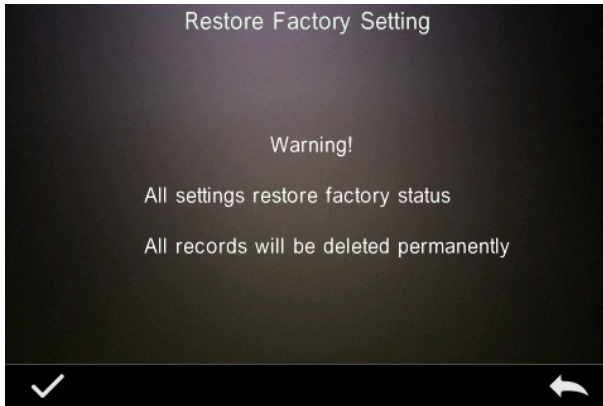 Restore Factory Setting
Warning!
All settings restore factory status
All records will be deleted permanently